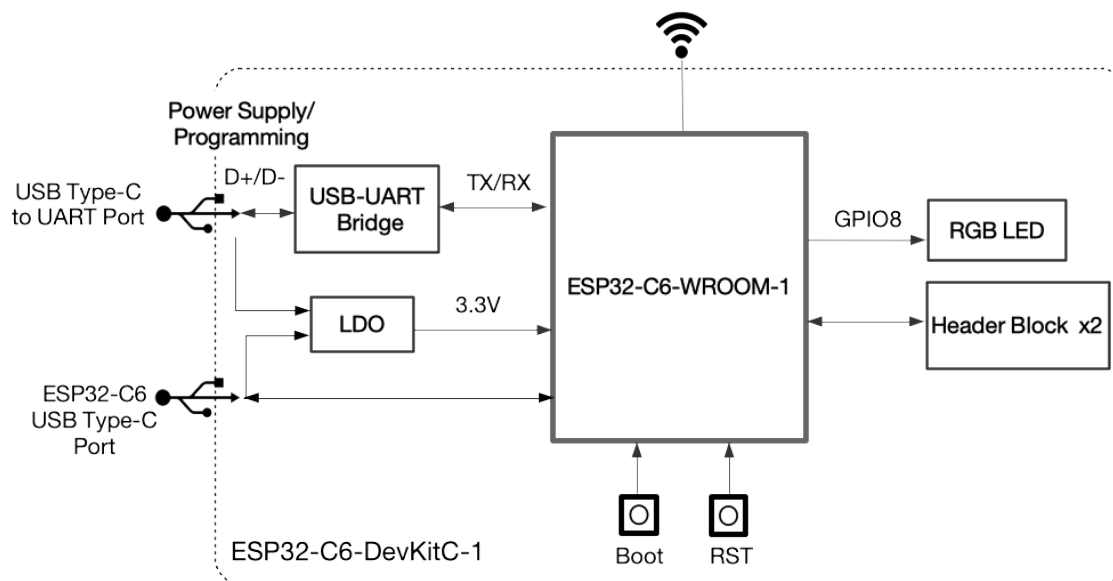 Power Supply/
Programming
USB Type-C
to UART Port
D+/D-
USB-UART
Bridge
TX/RX
ESP32-C6-WROOM-1
GPIO8
RGB LED
LDO
3.3V
Header Block x2
ESP32-C6
USB Type-C
Port
Boot
RST
ESP32-C6-DevKitC-1